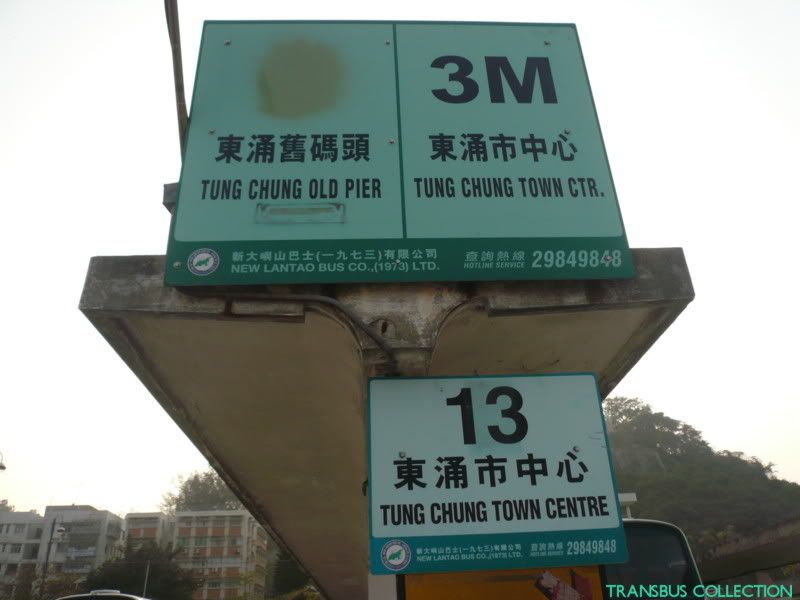 東涌舊碼頭
TUNG CHUNG OLD PIER
3M
東涌市中心
TUNG CHUNG TOWN CTR.
新大嶼山巴士(一九七三)有限公司
NEW LANTAO BUS CO.,(1973) LTD.
查詢熱線
HOTLINE SERVICE
29849848
13
東涌市中心
TUNG CHUNG TOWN CENTRE
新大嶼山巴士(一九七三)有限公司
NEW LANTAO BUS CO.,(1973) LTD.
查詢熱線
HOTLINE SERVICE
29849848
TRANSBUS COLLECTION